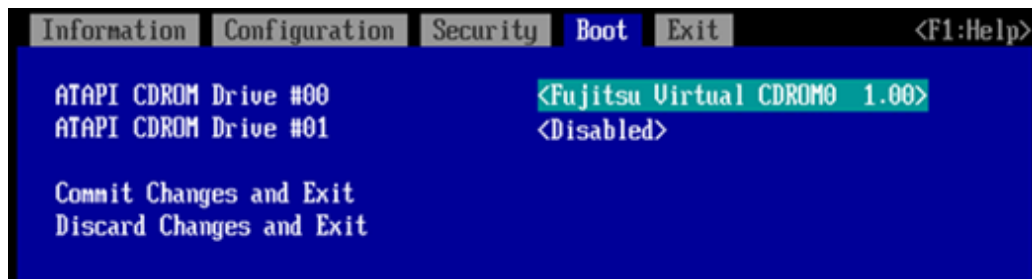 Information Configuration Security Boot Exit <F1:Help>
ATAPI CDROM Drive #00 <Fujitsu Virtual CDROM0 1.00>
ATAPI CDROM Drive #01 <Disabled>
Commit Changes and Exit
Discard Changes and Exit